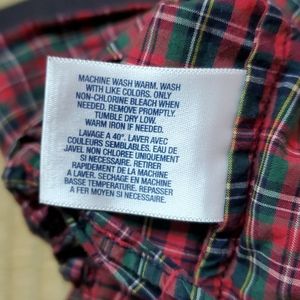 MACHINE WASH WARM. WASH
WITH LIKE COLORS. ONLY
NON-CHLORINE BLEACH WHEN
NEEDED. REMOVE PROMPTLY.
TUMBLE DRY LOW.
WARM IRON IF NEEDED.
LAVAGE A 40°. LAVER AVEC
COULEURS SEMBLABLES. EAU DE
JAVEL NON CHLOREE UNIQUEMENT
SI NECESSAIRE. RETIRER
RAPIDEMENT DE LA MACHINE
A LAVER. SECHAGE EN MACHINE
BASSE TEMPERATURE. REPASSER
A FER MOYEN SI NECESSAIRE.